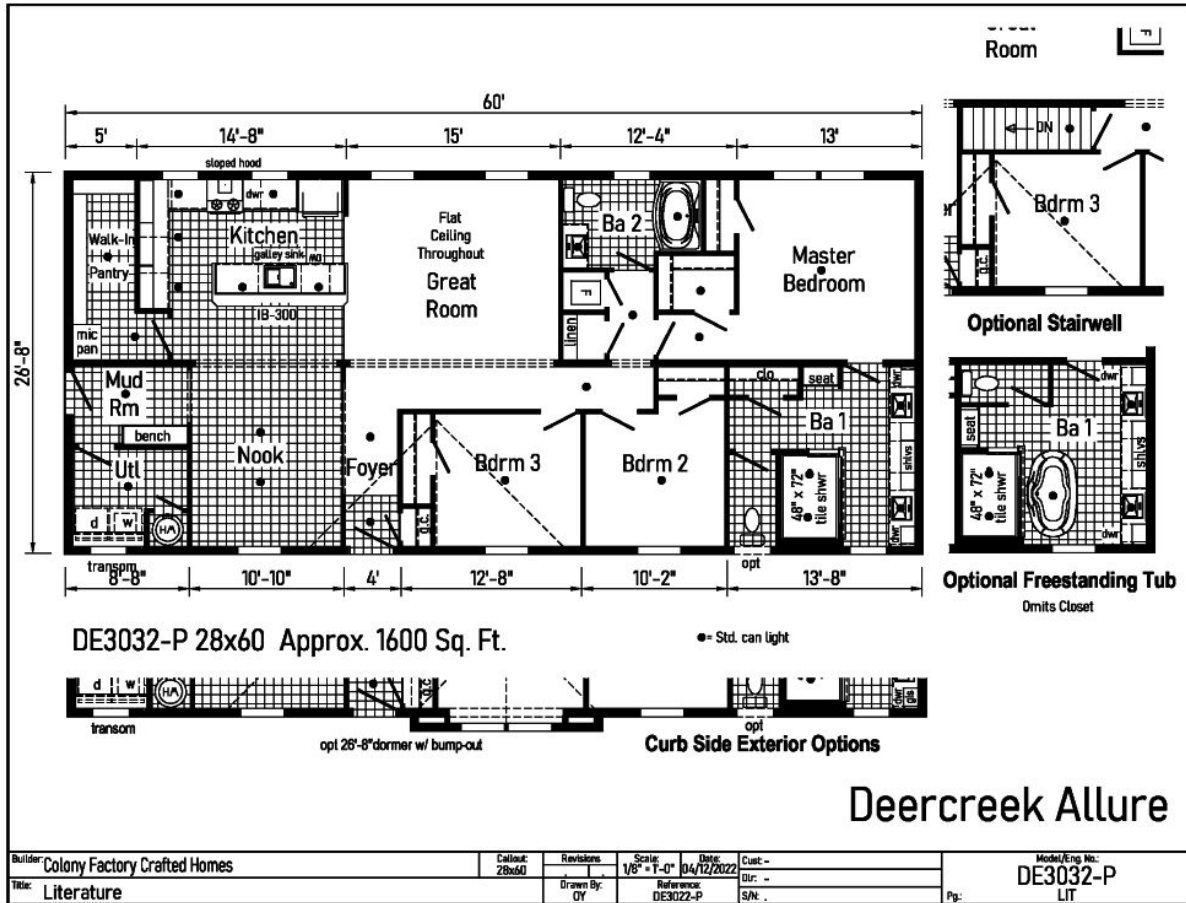 Room
F
60'
5'
14'-8"
15'
12'-4"
13'
sloped hood
DN
dwr
Bdrm 3
Kitchen
Walk-In
Pantry
galley sink
DW
IB-300
Flat
Ceiling
Throughout
Great
Room
Ba 2
Master
Bedroom
F
linen
mic
pan
26'-8"
g.c.
Optional Stairwell
Mud
Rm
bench
Utl
Nook
Foyer
Bdrm 3
Bdrm 2
clo
seat
Ba 1
dwr
shlvs
dwr
48" x 72"
tile shwr
d
w
HW
g.c.
dwr
seat
Ba 1
shlvs
48" x 72"
tile shwr
dwr
transom
opt
8'-8"
10'-10"
4'
12'-8"
10'-2"
13'-8"
Optional Freestanding Tub
Omits Closet
DE3032-P 28x60 Approx. 1600 Sq. Ft.
●= Std. can light
d
w
HW
g.c.
transom
opt
opt 26'-8" dormer w/ bump-out
Curb Side Exterior Options
Deercreek Allure
Builder: Colony Factory Crafted Homes
Callout: 28x60
Revisions
Scale: 1/8" = 1'-0"
Date: 04/12/2022
Cust: -
Dlr: -
S/N: .
Model/Eng. No.:
DE3032-P
Title: Literature
Drawn By: OY
Reference: DE3022-P
Pg.: LIT